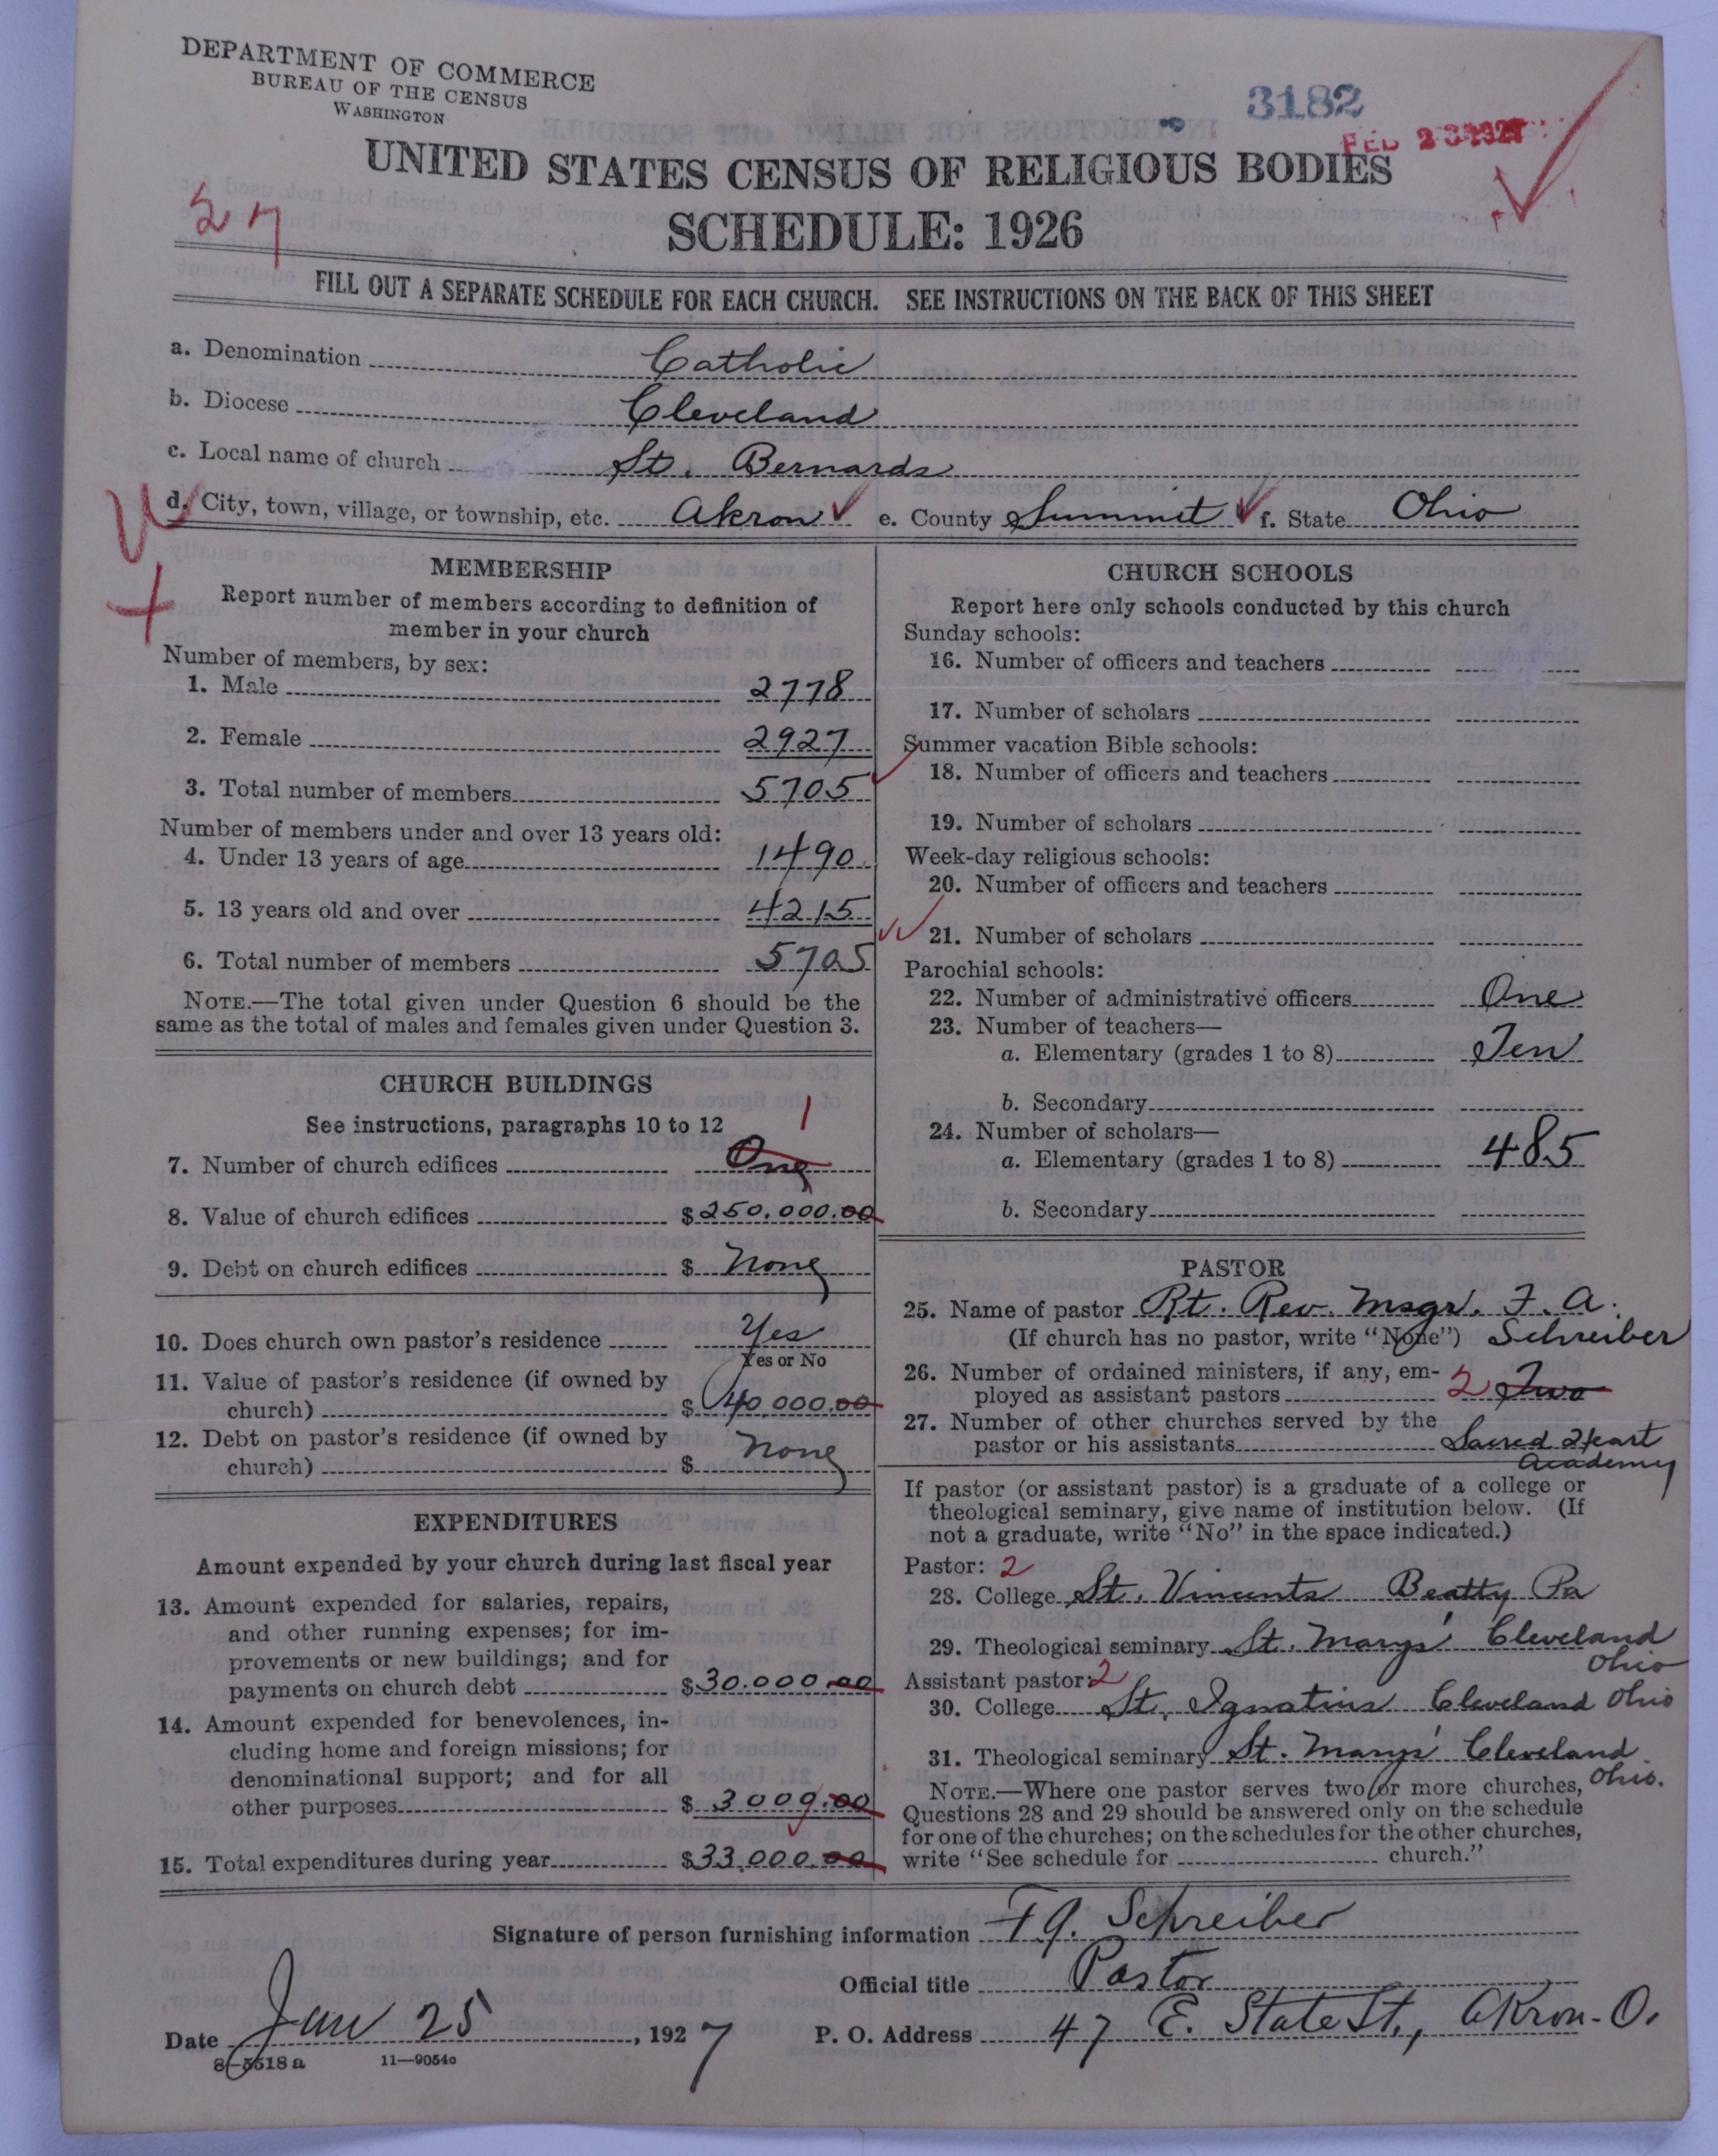 DEPARTMENT OF COMMERCE
BUREAU OF THE CENSUS
WASHINGTON
3182
FEB 23 1927
UNITED STATES CENSUS OF RELIGIOUS BODIES
27
SCHEDULE: 1926
FILL OUT A SEPARATE SCHEDULE FOR EACH CHURCH. SEE INSTRUCTIONS ON THE BACK OF THIS SHEET
a. Denomination Catholic
b. Diocese Cleveland
c. Local name of church St. Bernards
d. City, town, village, or township, etc. Akron e. County Summit f. State Ohio
MEMBERSHIP
Report number of members according to definition of
member in your church
Number of members, by sex:
1. Male 2778
2. Female 2927
3. Total number of members 5705
Number of members under and over 13 years old:
4. Under 13 years of age 1490
5. 13 years old and over 4215
6. Total number of members 5705
NOTE.—The total given under Question 6 should be the
same as the total of males and females given under Question 3.
CHURCH BUILDINGS
See instructions, paragraphs 10 to 12
1
7. Number of church edifices One
8. Value of church edifices $250.000.00
9. Debt on church edifices $ None
10. Does church own pastor's residence Yes
Yes or No
11. Value of pastor's residence (if owned by
church) $ 40.000.00
12. Debt on pastor's residence (if owned by
church) $ None
EXPENDITURES
Amount expended by your church during last fiscal year
13. Amount expended for salaries, repairs,
and other running expenses; for im-
provements or new buildings; and for
payments on church debt $30.000.00
14. Amount expended for benevolences, in-
cluding home and foreign missions; for
denominational support; and for all
other purposes $ 3000.00
15. Total expenditures during year $33.000.00
CHURCH SCHOOLS
Report here only schools conducted by this church
Sunday schools:
16. Number of officers and teachers
17. Number of scholars
Summer vacation Bible schools:
18. Number of officers and teachers
19. Number of scholars
Week-day religious schools:
20. Number of officers and teachers
21. Number of scholars
Parochial schools:
22. Number of administrative officers One
23. Number of teachers—
a. Elementary (grades 1 to 8) Ten
b. Secondary
24. Number of scholars—
a. Elementary (grades 1 to 8) 485
b. Secondary
PASTOR
25. Name of pastor Rt. Rev. Msgr. F. A.
(If church has no pastor, write "None") Schreiber
26. Number of ordained ministers, if any, em-
ployed as assistant pastors 2 Two
27. Number of other churches served by the
pastor or his assistants Sacred Heart
Academy
If pastor (or assistant pastor) is a graduate of a college or
theological seminary, give name of institution below. (If
not a graduate, write "No" in the space indicated.)
Pastor: 2
28. College St. Vincents Beatty Pa
29. Theological seminary St. Marys' Cleveland
Ohio
Assistant pastor: 2
30. College St. Ignatius Cleveland Ohio
31. Theological seminary St. Marys' Cleveland
Ohio.
NOTE.—Where one pastor serves two or more churches,
Questions 28 and 29 should be answered only on the schedule
for one of the churches; on the schedules for the other churches,
write "See schedule for church."
Signature of person furnishing information F A. Schreiber
Official title Pastor
Date Jan 25, 1927 P. O. Address 47 E. State St., Akron-O.
8-5518 a 11—9054a